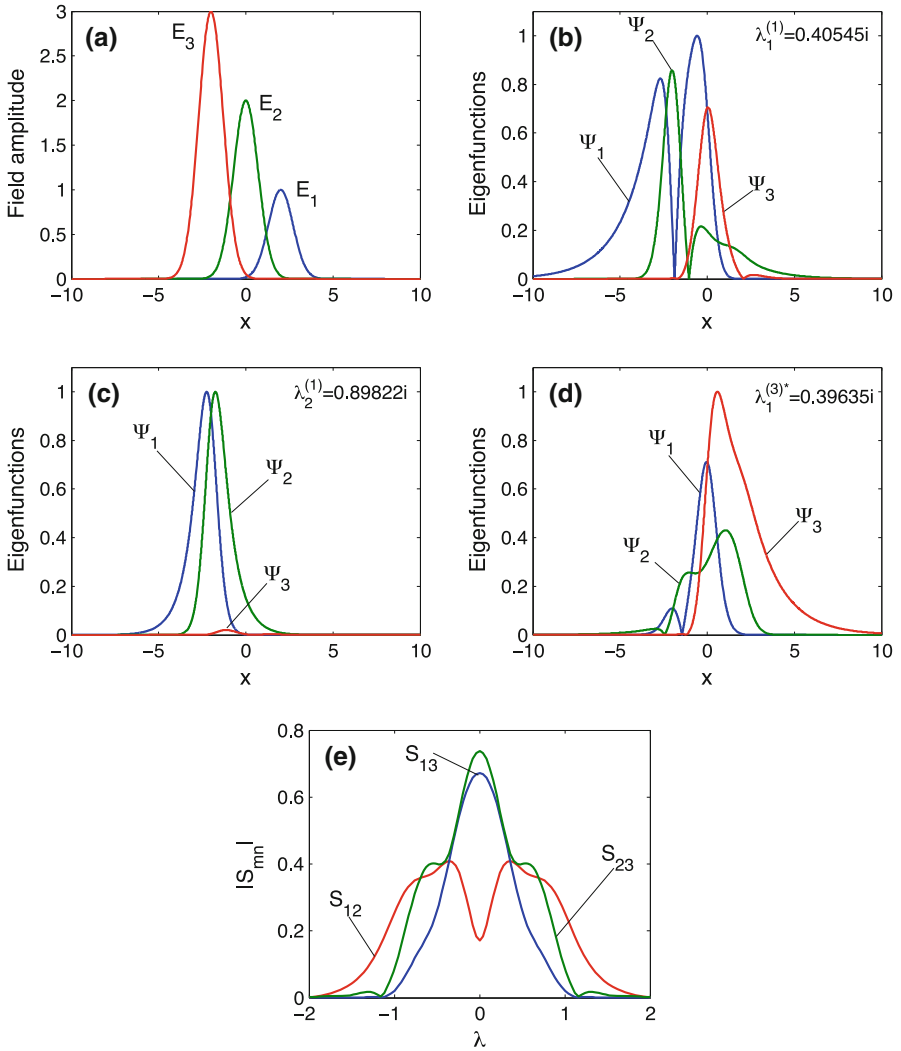 (a)
E₃
E₂
E₁
Field amplitude
3
2.5
2
1.5
1
0.5
0
−10
−5
0
5
10
x
(b)
λ₁⁽¹⁾=0.40545i
Ψ₂
Ψ₁
Ψ₃
Eigenfunctions
1
0.8
0.6
0.4
0.2
0
−10
−5
0
5
10
x
(c)
λ₂⁽¹⁾=0.89822i
Ψ₁
Ψ₂
Ψ₃
Eigenfunctions
1
0.8
0.6
0.4
0.2
0
−10
−5
0
5
10
x
(d)
λ₁⁽³⁾*=0.39635i
Ψ₁
Ψ₂
Ψ₃
Eigenfunctions
1
0.8
0.6
0.4
0.2
0
−10
−5
0
5
10
x
(e)
S₁₃
S₁₂
S₂₃
|Sₘₙ|
0.8
0.6
0.4
0.2
0
−2
−1
0
1
2
λ